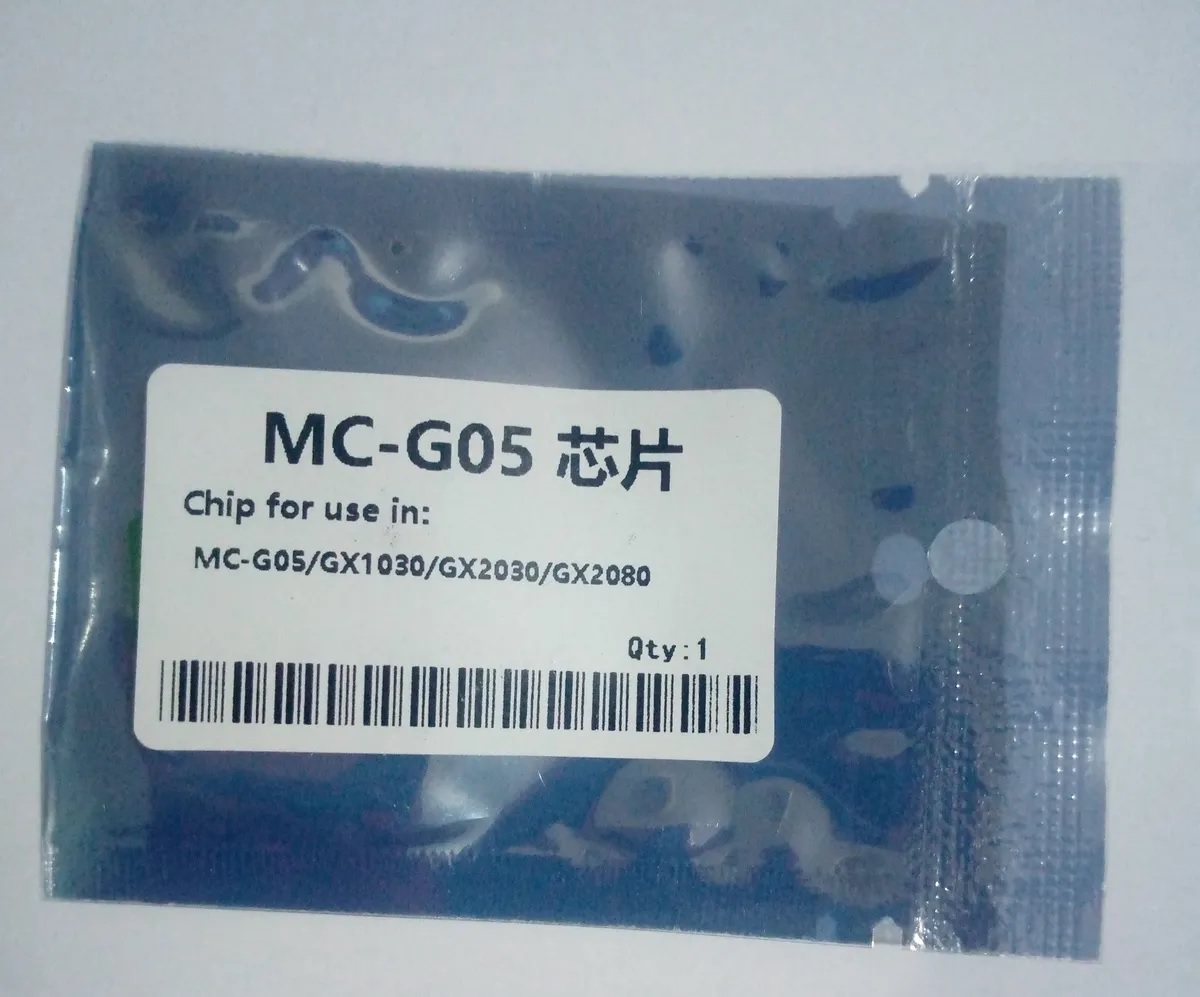 MC-G05 芯片
Chip for use in:
MC-G05/GX1030/GX2030/GX2080
Qty:1